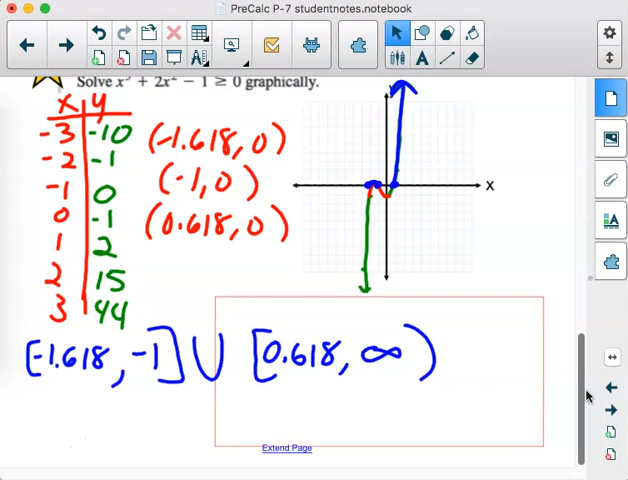 PreCalc P-7 studentnotes.notebook
Solve x³ + 2x² − 1 ≥ 0 graphically.
x y
-3 -10
-2 -1
-1 0
0 -1
1 2
2 15
3 44
(-1.618, 0)
(-1, 0)
(0.618, 0)
y
x
[-1.618, -1] ∪ [0.618, ∞)
Extend Page